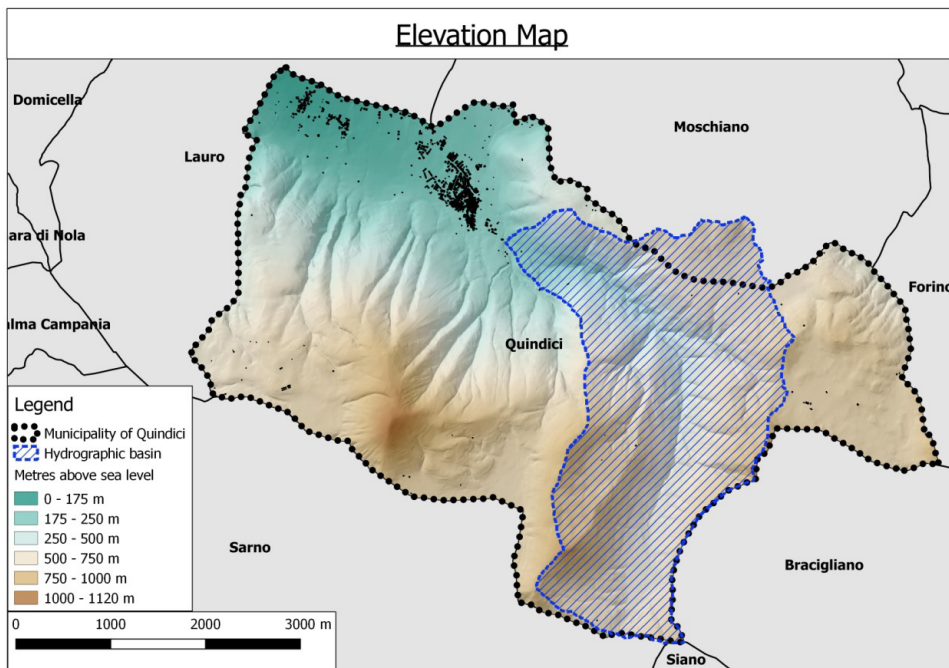 Elevation Map
Domicella
Moschiano
Lauro
ara di Nola
Forino
alma Campania
Quindici
Legend
Municipality of Quindici
Hydrographic basin
Metres above sea level
0 - 175 m
175 - 250 m
250 - 500 m
500 - 750 m
750 - 1000 m
1000 - 1120 m
Sarno
Bracigliano
0 1000 2000 3000 m
Siano